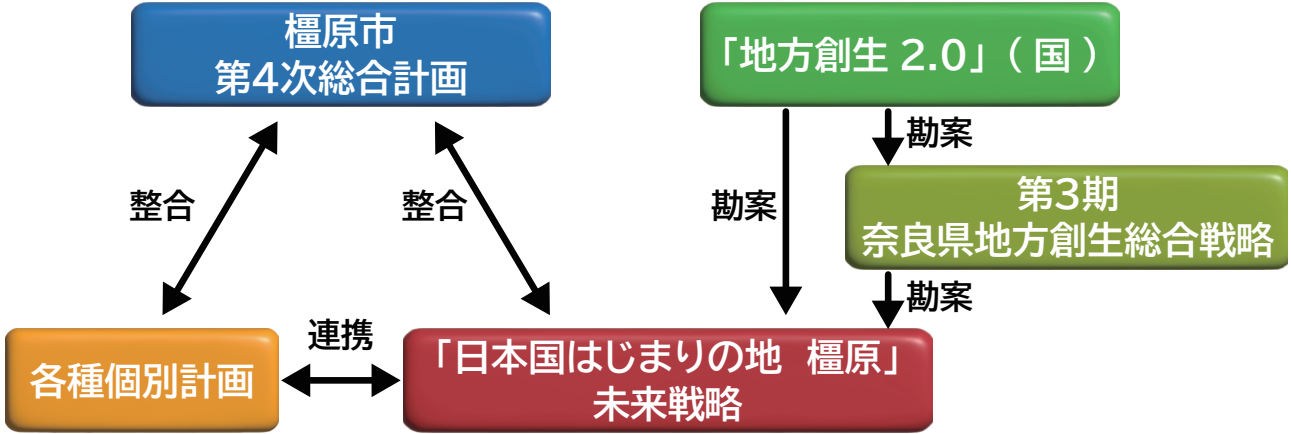 橿原市
第4次総合計画
「地方創生 2.0」（ 国 ）
勘案
第3期
奈良県地方創生総合戦略
整合
整合
勘案
勘案
連携
各種個別計画
「日本国はじまりの地 橿原」
未来戦略